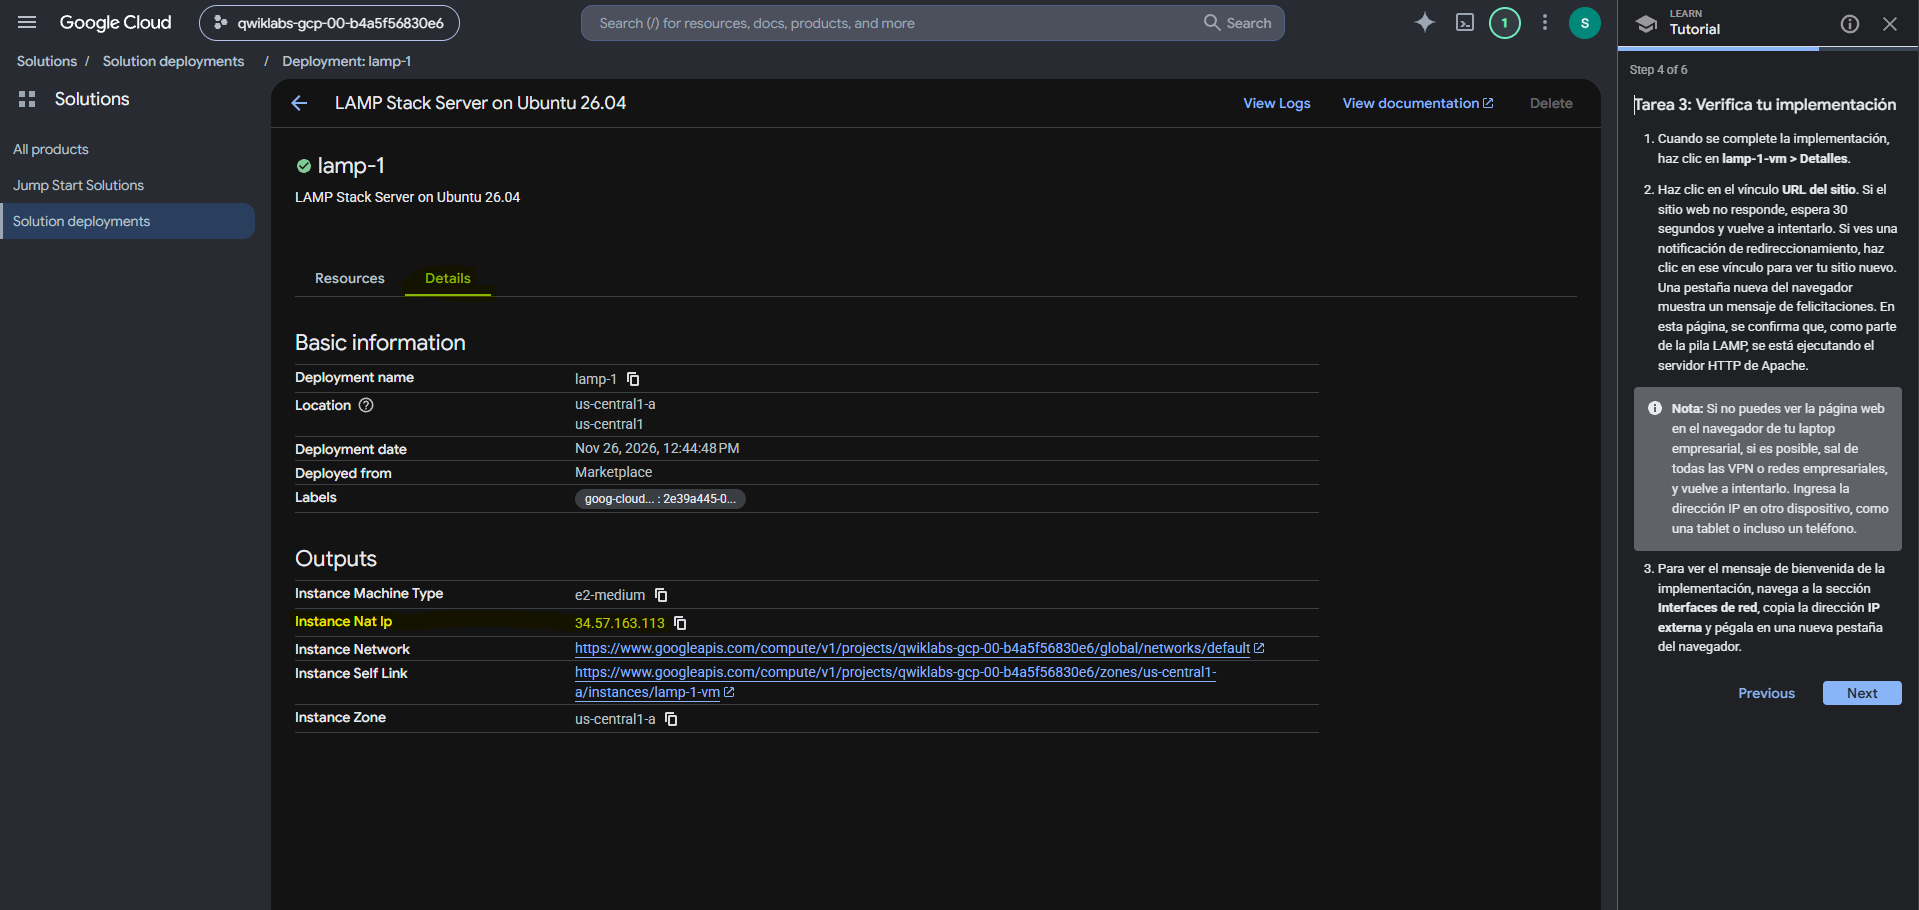 Google Cloud
qwiklabs-gcp-00-b4a5f56830e6
Search (/) for resources, docs, products, and more
Search
1
S
Solutions / Solution deployments / Deployment: lamp-1
Solutions
All products
Jump Start Solutions
Solution deployments
LAMP Stack Server on Ubuntu 26.04
View Logs
View documentation
Delete
lamp-1
LAMP Stack Server on Ubuntu 26.04
Resources
Details
Basic information
Deployment name lamp-1
Location us-central1-a
us-central1
Deployment date Nov 26, 2026, 12:44:48 PM
Deployed from Marketplace
Labels goog-cloud... : 2e39a445-0...
Outputs
Instance Machine Type e2-medium
Instance Nat Ip 34.57.163.113
Instance Network https://www.googleapis.com/compute/v1/projects/qwiklabs-gcp-00-b4a5f56830e6/global/networks/default
Instance Self Link https://www.googleapis.com/compute/v1/projects/qwiklabs-gcp-00-b4a5f56830e6/zones/us-central1-
a/instances/lamp-1-vm
Instance Zone us-central1-a
LEARN
Tutorial
Step 4 of 6
Tarea 3: Verifica tu implementación
1. Cuando se complete la implementación,
haz clic en lamp-1-vm > Detalles.
2. Haz clic en el vínculo URL del sitio. Si el
sitio web no responde, espera 30
segundos y vuelve a intentarlo. Si ves una
notificación de redireccionamiento, haz
clic en ese vínculo para ver tu sitio nuevo.
Una pestaña nueva del navegador
muestra un mensaje de felicitaciones. En
esta página, se confirma que, como parte
de la pila LAMP, se está ejecutando el
servidor HTTP de Apache.
Nota: Si no puedes ver la página web
en el navegador de tu laptop
empresarial, si es posible, sal de
todas las VPN o redes empresariales,
y vuelve a intentarlo. Ingresa la
dirección IP en otro dispositivo, como
una tablet o incluso un teléfono.
3. Para ver el mensaje de bienvenida de la
implementación, navega a la sección
Interfaces de red, copia la dirección IP
externa y pégala en una nueva pestaña
del navegador.
Previous
Next